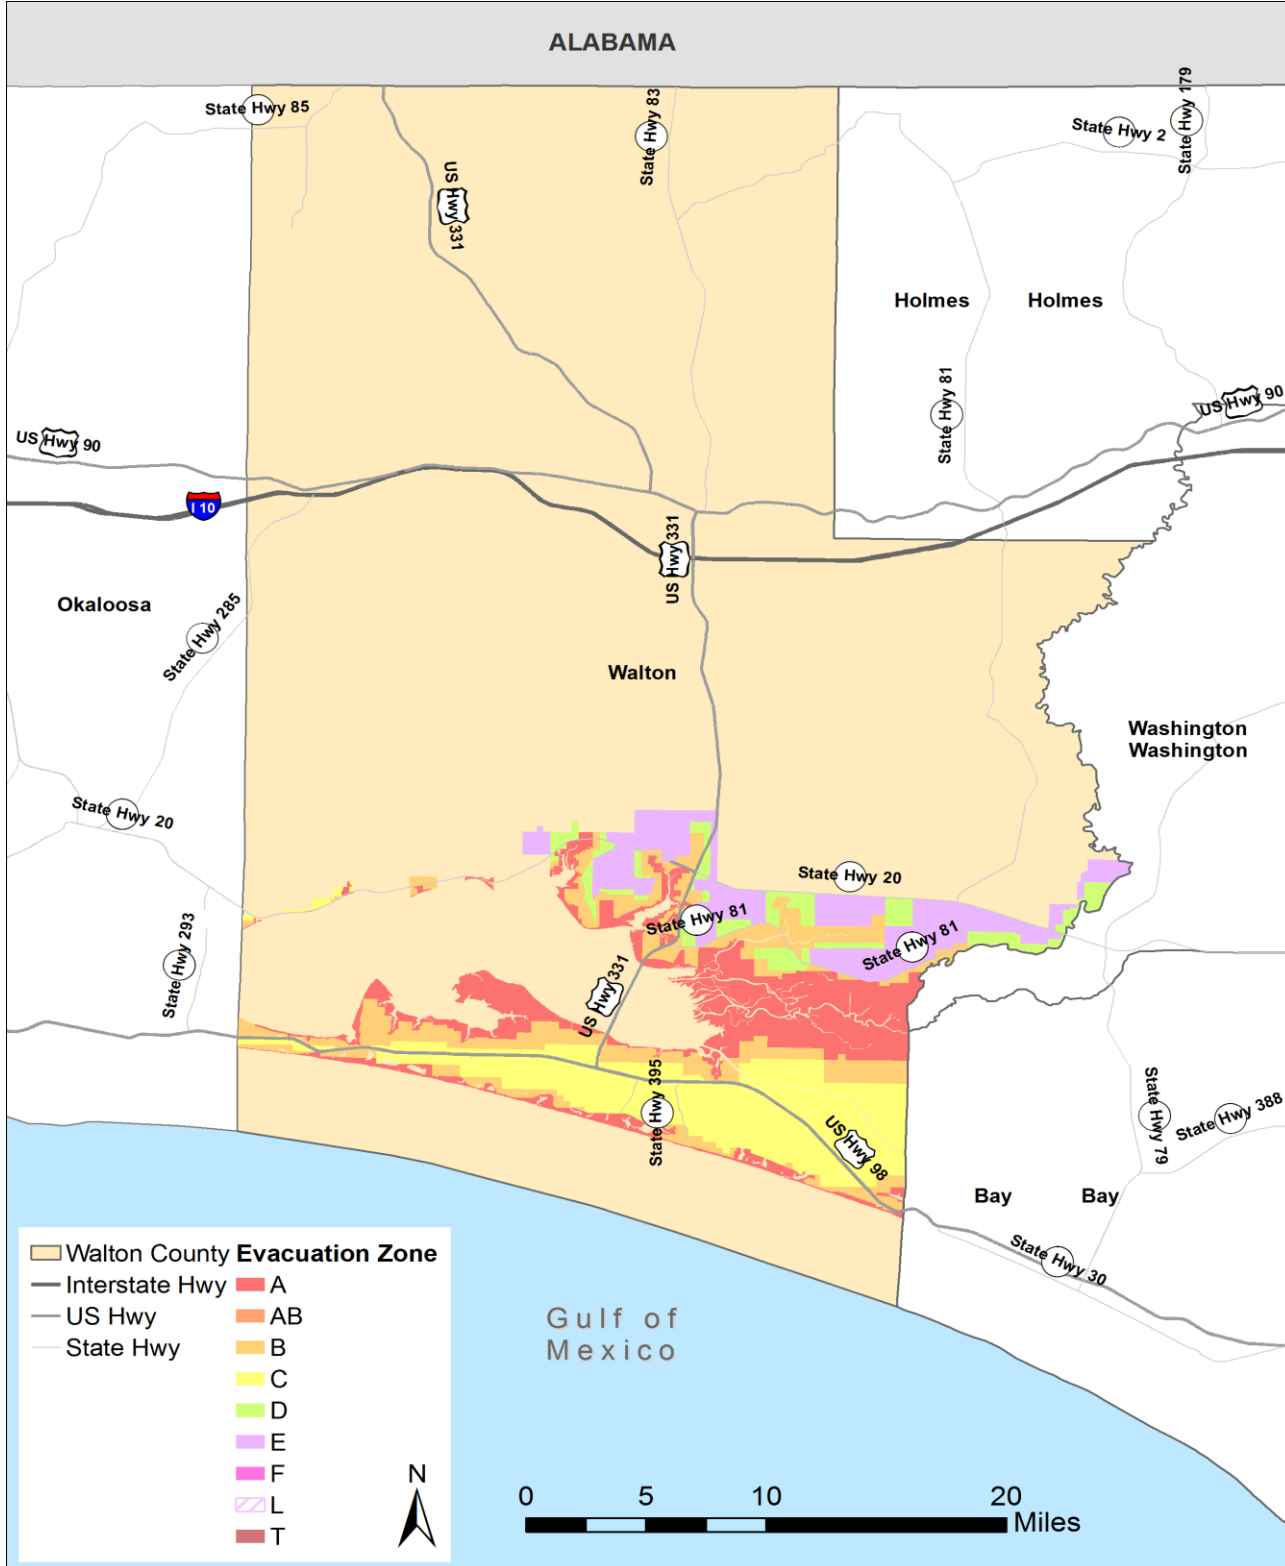 ALABAMA
State Hwy 85
State Hwy 83
State Hwy 179
State Hwy 2
US Hwy 331
Holmes
Holmes
State Hwy 81
US Hwy 90
US Hwy 90
I 10
US Hwy 331
Okaloosa
State Hwy 285
Walton
Washington
Washington
State Hwy 20
State Hwy 20
State Hwy 81
State Hwy 81
State Hwy 293
US Hwy 331
State Hwy 395
US Hwy 98
State Hwy 79
State Hwy 388
Bay
Bay
State Hwy 30
Walton County
Interstate Hwy
US Hwy
State Hwy
Evacuation Zone
A
AB
B
C
D
E
F
L
T
N
Gulf of
Mexico
0 5 10 20
Miles